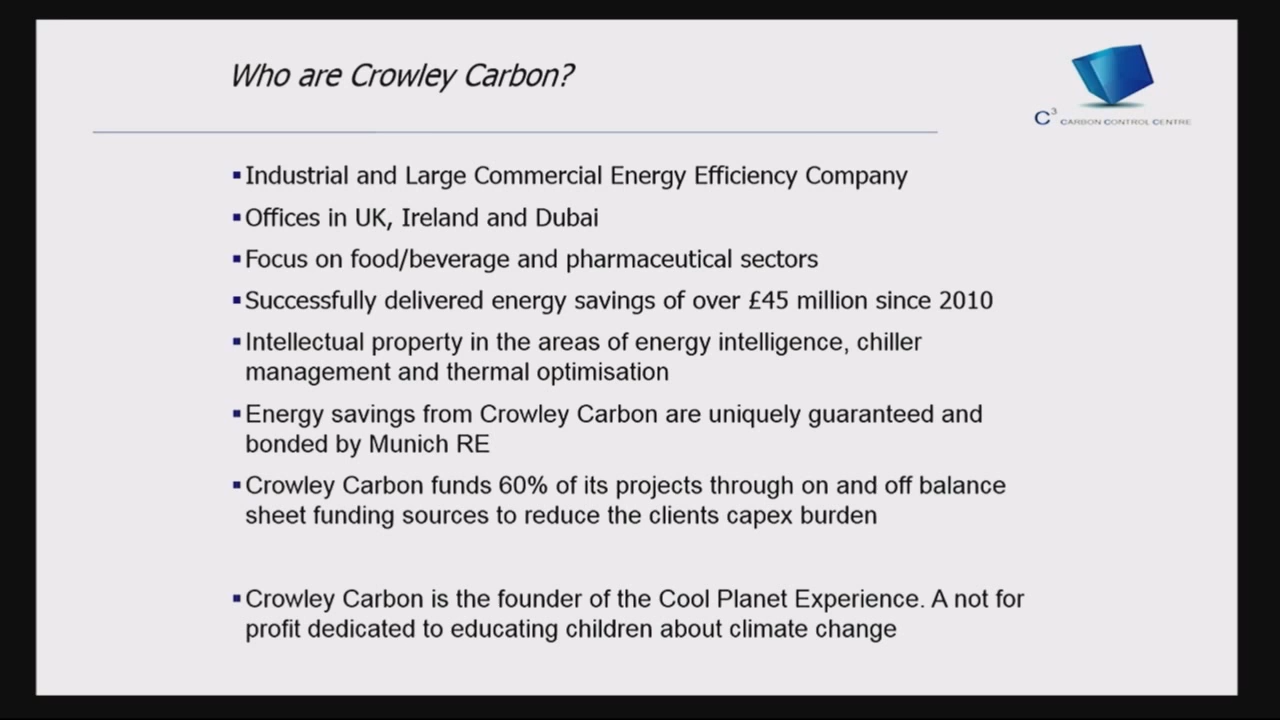 Who are Crowley Carbon?
C³ CARBON CONTROL CENTRE
▪Industrial and Large Commercial Energy Efficiency Company
▪Offices in UK, Ireland and Dubai
▪Focus on food/beverage and pharmaceutical sectors
▪Successfully delivered energy savings of over £45 million since 2010
▪Intellectual property in the areas of energy intelligence, chiller
management and thermal optimisation
▪Energy savings from Crowley Carbon are uniquely guaranteed and
bonded by Munich RE
▪Crowley Carbon funds 60% of its projects through on and off balance
sheet funding sources to reduce the clients capex burden
▪Crowley Carbon is the founder of the Cool Planet Experience. A not for
profit dedicated to educating children about climate change